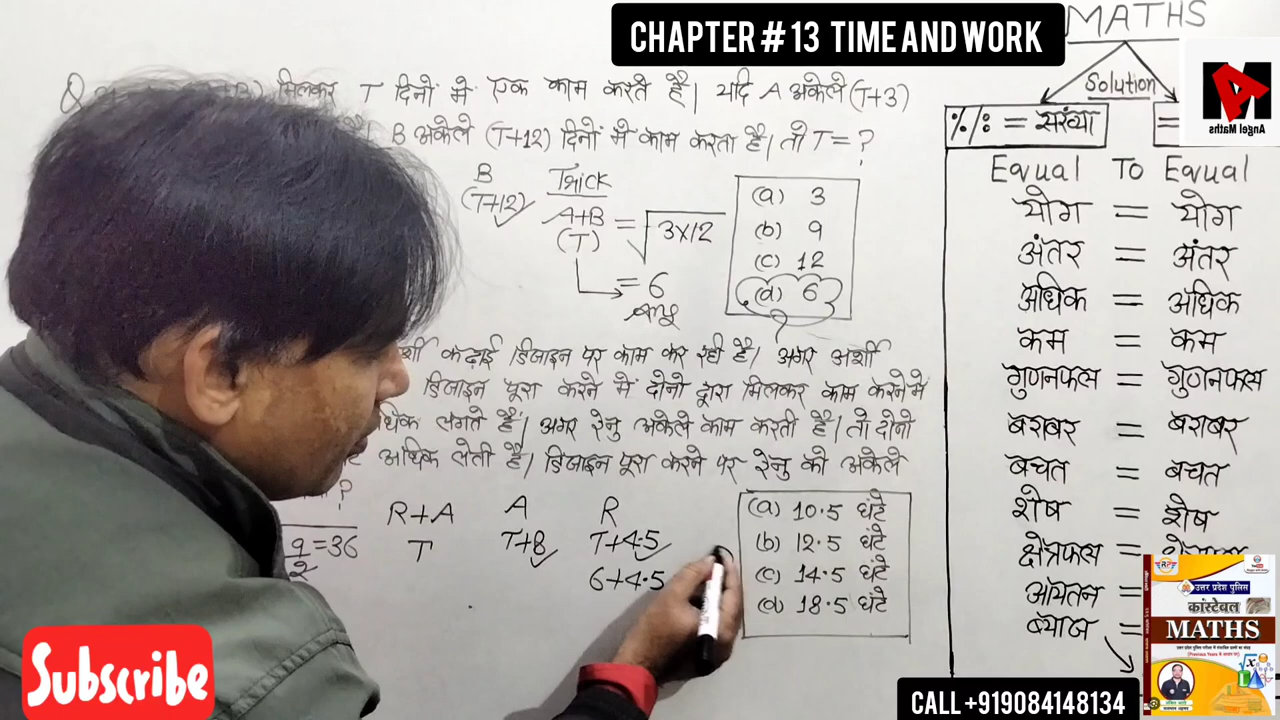 CHAPTER # 13 TIME AND WORK
MATHS
Solution
Angel Maths
%/: = संख्या
=
Q
मिलकर T दिनों में एक काम करते हैं। यदि A अकेले (T+3)
B अकेले (T+12) दिनों में काम करता है। तो T = ?
B
(T+12)
Trick
A+B
(T)
= √3×12
= 6
(a) 3
(b) 9
(c) 12
(d) 6
कढ़ाई डिजाइन पर काम कर रही है। अगर अर्शी
डिजाइन पूरा करने में दोनो द्वारा मिलकर काम करने में
लगते हैं। अगर रेनु अकेले काम करती हैं। तो दोनो
अधिक लेती है। डिजाइन पूरा करने पर रेनु को अकेले
?
R+A A R
9/2 = 36 T T+8 T+4.5
6+4.5
(a) 10.5 घंटे
(b) 12.5 घंटे
(c) 14.5 घंटे
(d) 18.5 घंटे
Equal TO Equal
योग = योग
अंतर = अंतर
अधिक = अधिक
कम = कम
गुणनफल = गुणनफल
बराबर = बराबर
बचत = बचत
शेष = शेष
क्षेत्रफल =
आयतन =
ब्याज =
उत्तर प्रदेश पुलिस
कांस्टेबल
MATHS
Subscribe
CALL +919084148134